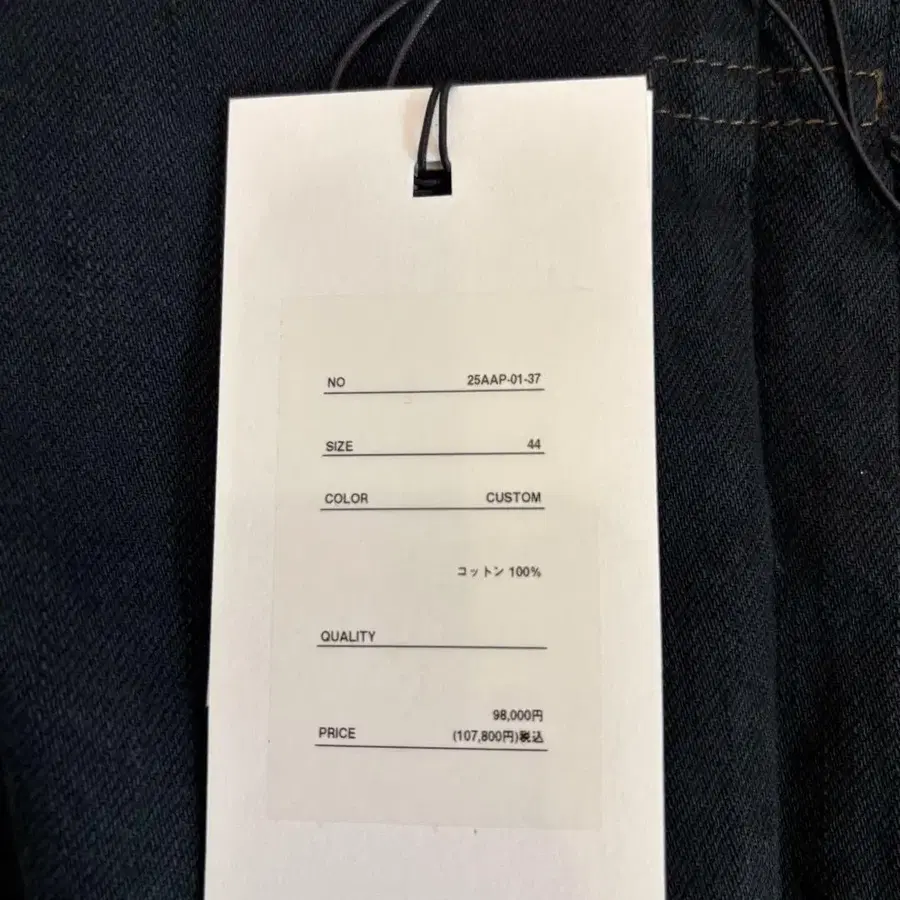 NO 25AAP-01-37
SIZE 44
COLOR CUSTOM
コットン 100%
QUALITY
98,000円
PRICE (107,800円)税込